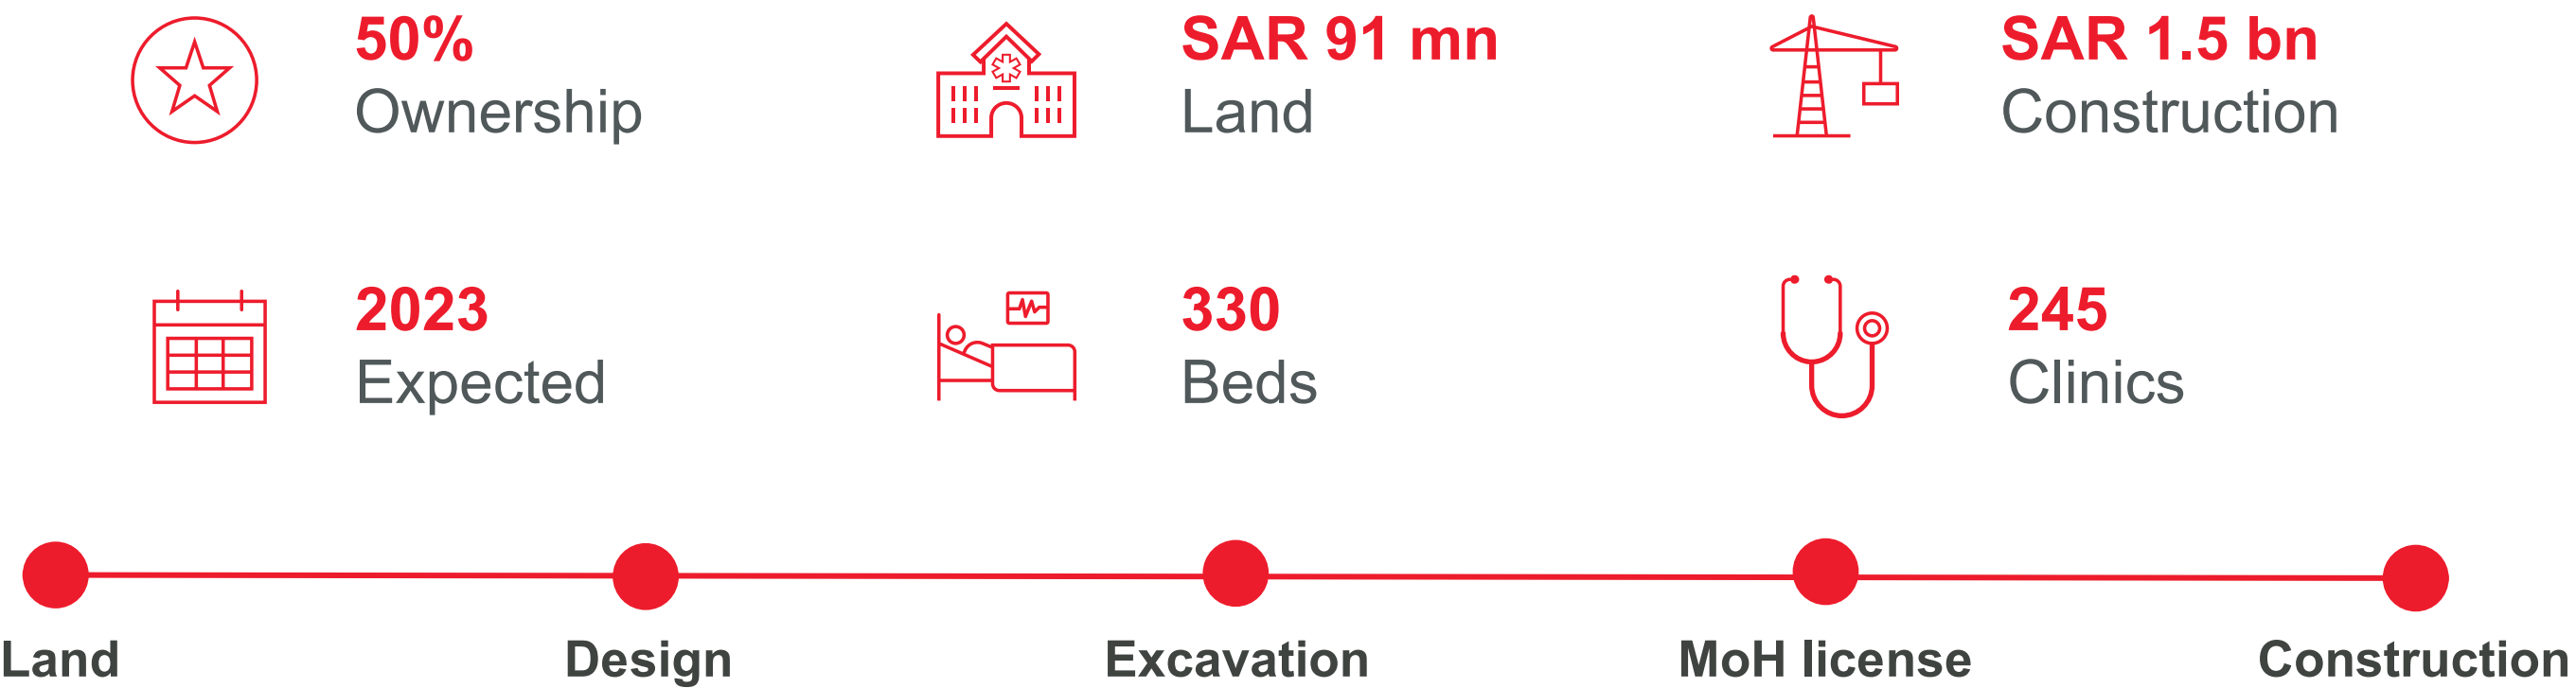 50%
Ownership
SAR 91 mn
Land
SAR 1.5 bn
Construction
2023
Expected
330
Beds
245
Clinics
Land
Design
Excavation
MoH license
Construction